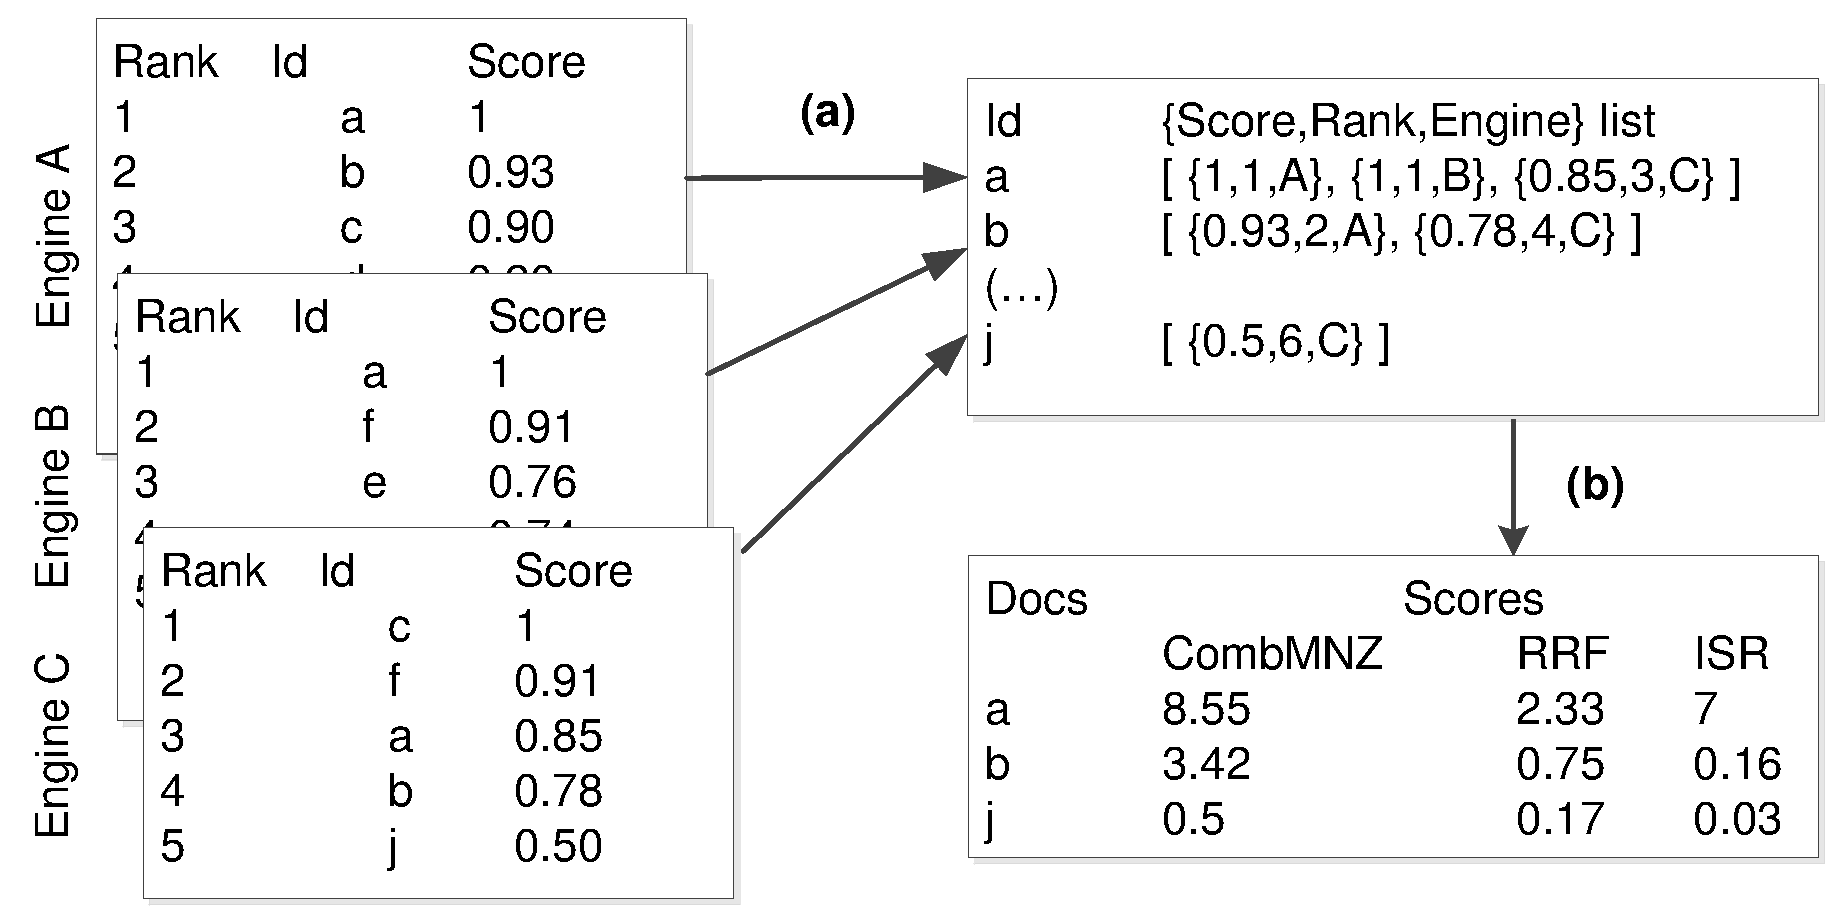 Engine A
Rank Id Score
1 a 1
2 b 0.93
3 c 0.90
Engine B
Rank Id Score
1 a 1
2 f 0.91
3 e 0.76
Engine C
Rank Id Score
1 c 1
2 f 0.91
3 a 0.85
4 b 0.78
5 j 0.50
(a)
Id {Score,Rank,Engine} list
a [ {1,1,A}, {1,1,B}, {0.85,3,C} ]
b [ {0.93,2,A}, {0.78,4,C} ]
(...)
j [ {0.5,6,C} ]
(b)
Docs Scores
CombMNZ RRF ISR
a 8.55 2.33 7
b 3.42 0.75 0.16
j 0.5 0.17 0.03